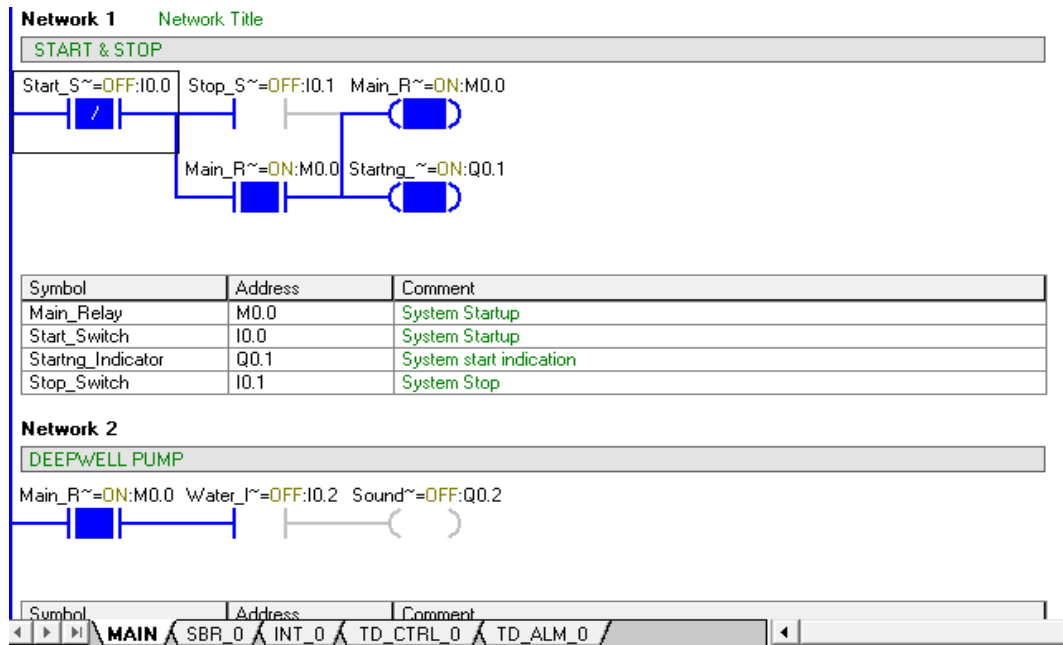 Network 1 Network Title
START & STOP
Start_S~=OFF:I0.0 Stop_S~=OFF:I0.1 Main_R~=ON:M0.0
/
Main_R~=ON:M0.0 Startng_~=ON:Q0.1
Symbol Address Comment
Main_Relay M0.0 System Startup
Start_Switch I0.0 System Startup
Startng_Indicator Q0.1 System start indication
Stop_Switch I0.1 System Stop
Network 2
DEEPWELL PUMP
Main_R~=ON:M0.0 Water_l~=OFF:I0.2 Sound~=OFF:Q0.2
Symbol Address Comment
MAIN SBR_0 INT_0 TD_CTRL_0 TD_ALM_0